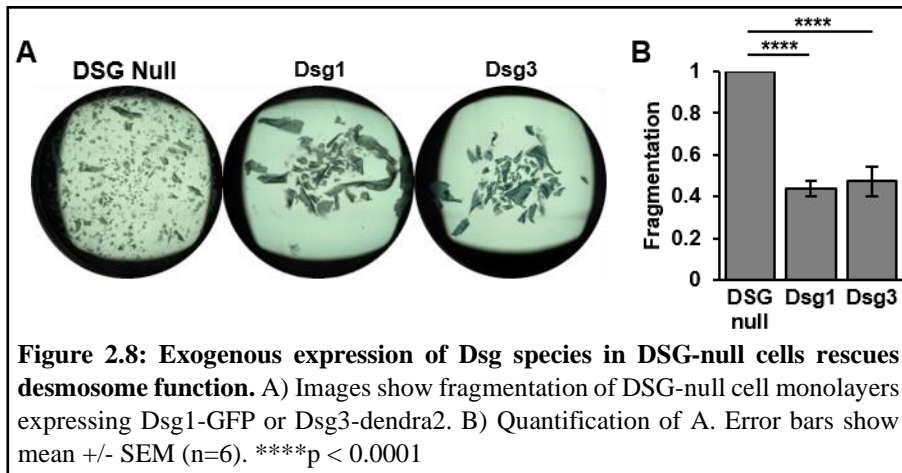 A
DSG Null
Dsg1
Dsg3
B
****
****
Fragmentation
1
0.8
0.6
0.4
0.2
0
DSG null
Dsg1
Dsg3
Figure 2.8: Exogenous expression of Dsg species in DSG-null cells rescues
desmosome function. A) Images show fragmentation of DSG-null cell monolayers
expressing Dsg1-GFP or Dsg3-dendra2. B) Quantification of A. Error bars show
mean +/- SEM (n=6). ****p < 0.0001